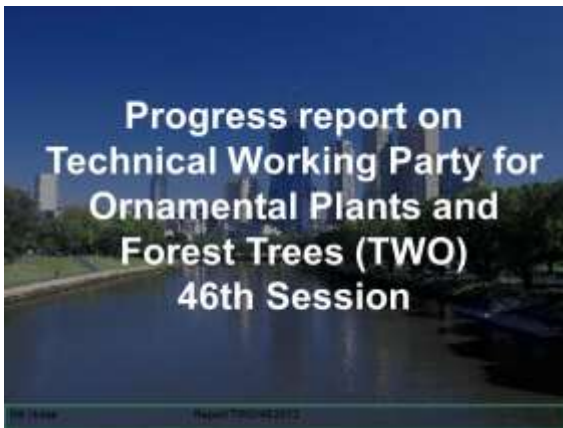 Progress report on
Technical Working Party for
Ornamental Plants and
Forest Trees (TWO)
46th Session